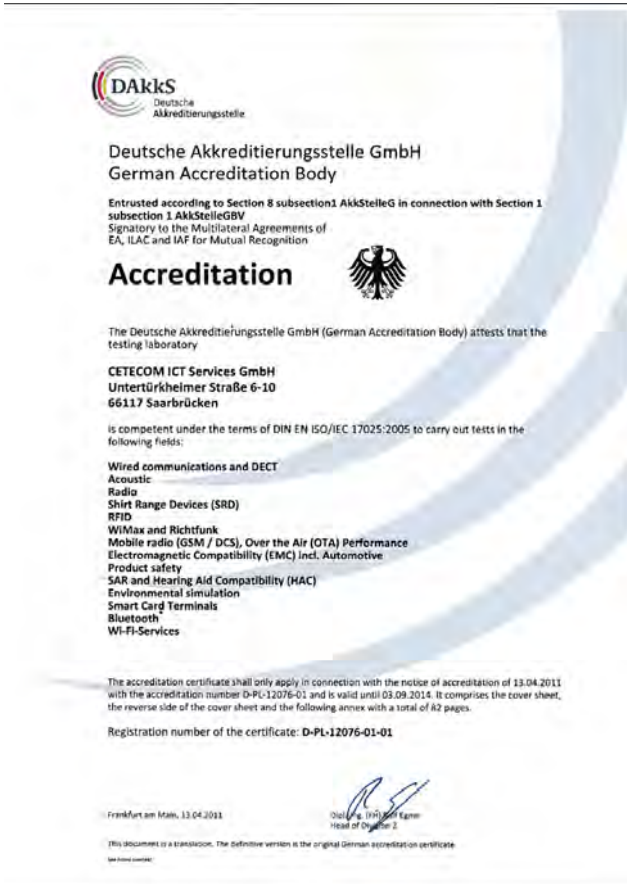 DAkkS
Deutsche
Akkreditierungsstelle
Deutsche Akkreditierungsstelle GmbH
German Accreditation Body
Entrusted according to Section 8 subsection1 AkkStelleG in connection with Section 1
subsection 1 AkkStelleGBV
Signatory to the Multilateral Agreements of
EA, ILAC and IAF for Mutual Recognition
Accreditation
The Deutsche Akkreditierungsstelle GmbH (German Accreditation Body) attests that the
testing laboratory
CETECOM ICT Services GmbH
Untertürkheimer Straße 6-10
66117 Saarbrücken
is competent under the terms of DIN EN ISO/IEC 17025:2005 to carry out tests in the
following fields:
Wired communications and DECT
Acoustic
Radio
Shirt Range Devices (SRD)
RFID
WiMax and Richtfunk
Mobile radio (GSM / DCS), Over the Air (OTA) Performance
Electromagnetic Compatibility (EMC) incl. Automotive
Product safety
SAR and Hearing Aid Compatibility (HAC)
Environmental simulation
Smart Card Terminals
Bluetooth
Wi-Fi-Services
The accreditation certificate shall only apply in connection with the notice of accreditation of 13.04.2011
with the accreditation number D-PL-12076-01 and is valid until 03.09.2014. It comprises the cover sheet,
the reverse side of the cover sheet and the following annex with a total of 82 pages.
Registration number of the certificate: D-PL-12076-01-01
Frankfurt am Main, 13.04.2011
(FH) Egner
Head of Division 2
This document is a translation. The definitive version is the original German accreditation certificate